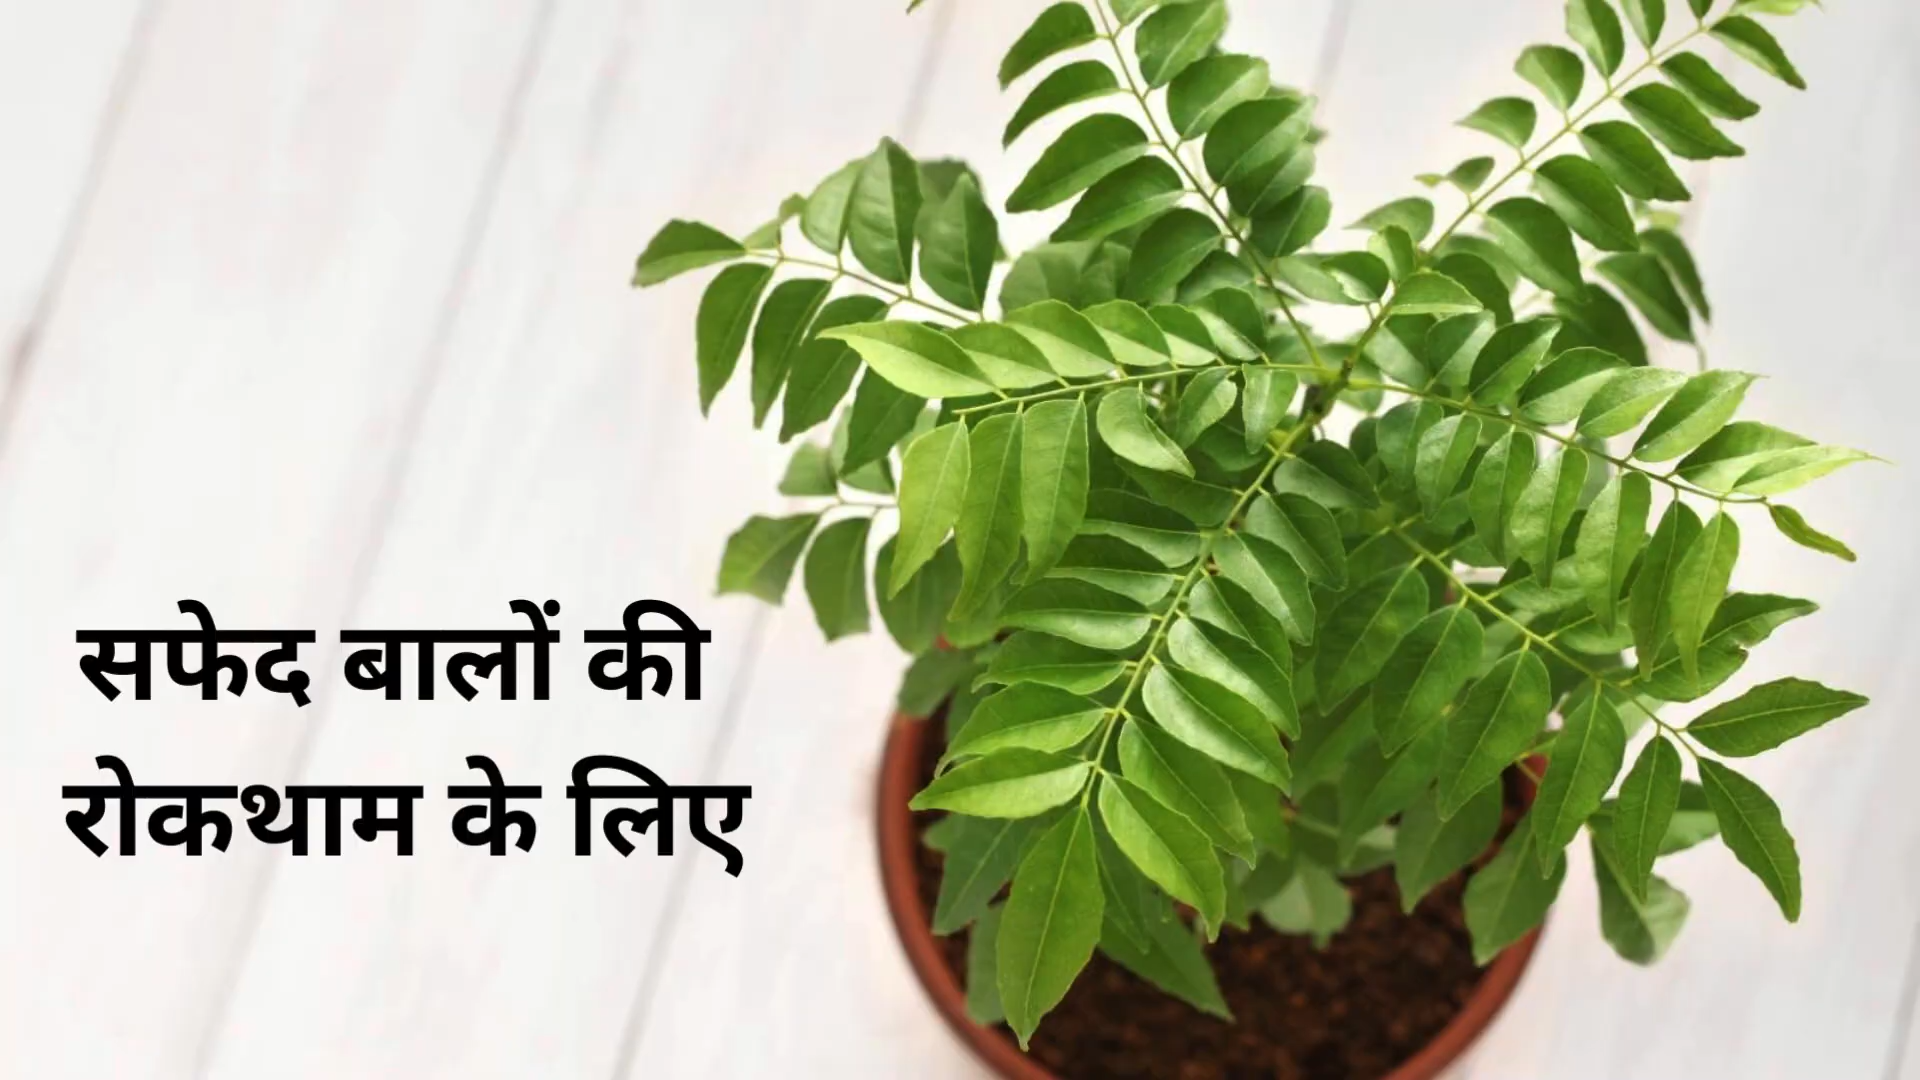 सफेद बालों की
रोकथाम के लिए